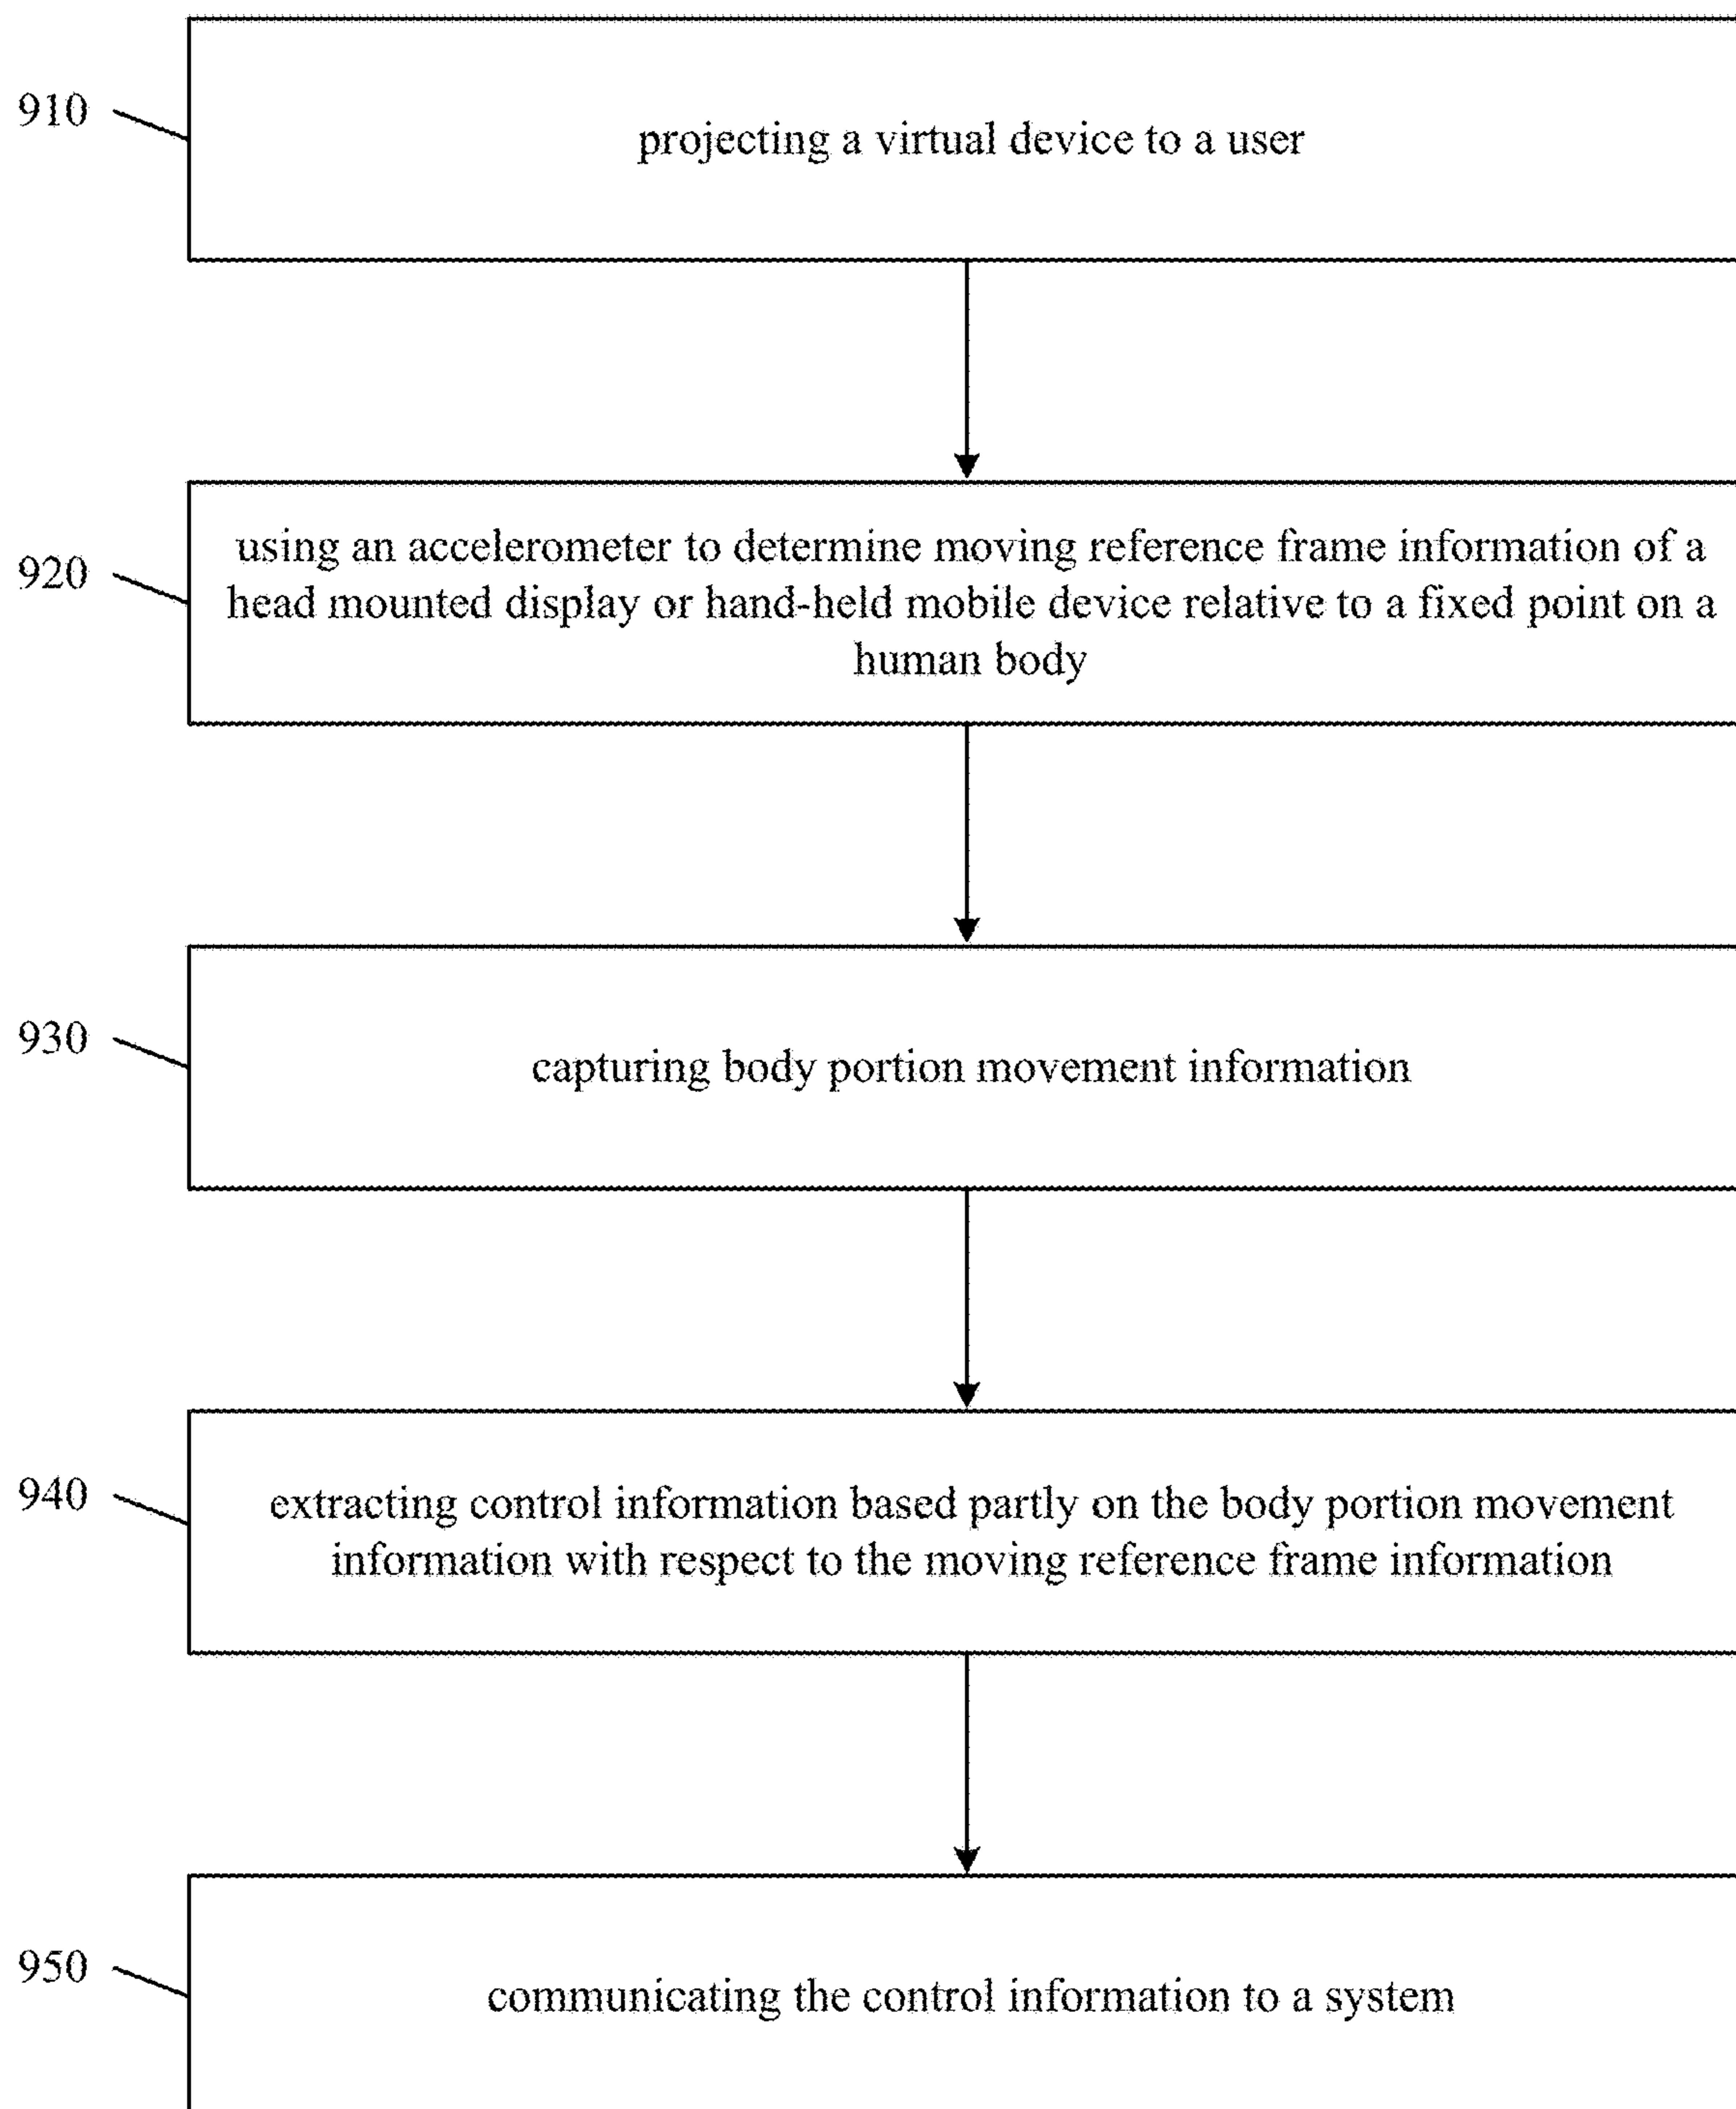 910
projecting a virtual device to a user
920
using an accelerometer to determine moving reference frame information of a
head mounted display or hand-held mobile device relative to a fixed point on a
human body
930
capturing body portion movement information
940
extracting control information based partly on the body portion movement
information with respect to the moving reference frame information
950
communicating the control information to a system